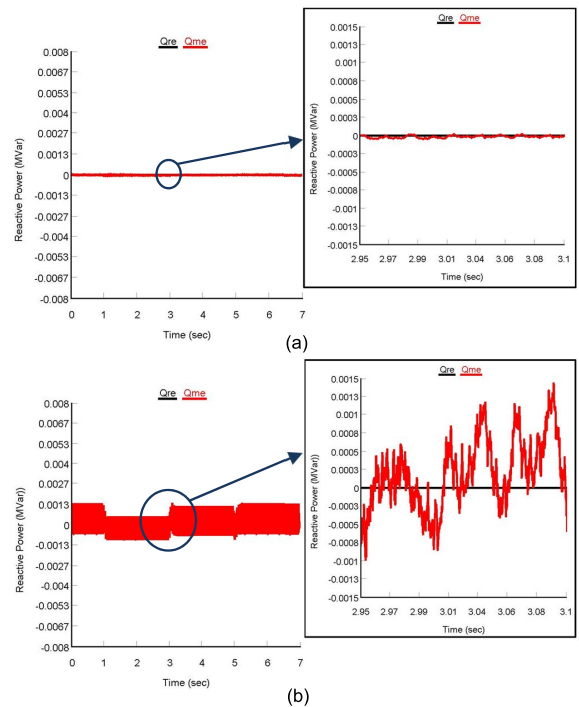 Qre Qme
0.008
0.0067
0.0053
0.004
0.0027
0.0013
0
-0.0013
-0.0027
-0.004
-0.0053
-0.0067
-0.008
Reactive Power (MVar)
0 1 2 3 4 5 6 7
Time (sec)
Qre Qme
0.0015
0.0013
0.001
0.0008
0.0005
0.0003
0
-0.0003
-0.0005
-0.0008
-0.001
-0.0013
-0.0015
Reactive Power (MVar)
2.95 2.97 2.99 3.01 3.04 3.06 3.08 3.1
Time (sec)
(a)
Qre Qme
0.008
0.0067
0.0053
0.004
0.0027
0.0013
0
-0.0013
-0.0027
-0.004
-0.0053
-0.0067
-0.008
Reactive Power (MVar))
0 1 2 3 4 5 6 7
Time (sec)
Qre Qme
0.0015
0.0013
0.001
0.0008
0.0005
0.0003
0
-0.0003
-0.0005
-0.0008
-0.001
-0.0013
-0.0015
Reactive Power (MVar))
2.95 2.97 2.99 3.01 3.04 3.06 3.08 3.1
Time (sec)
(b)